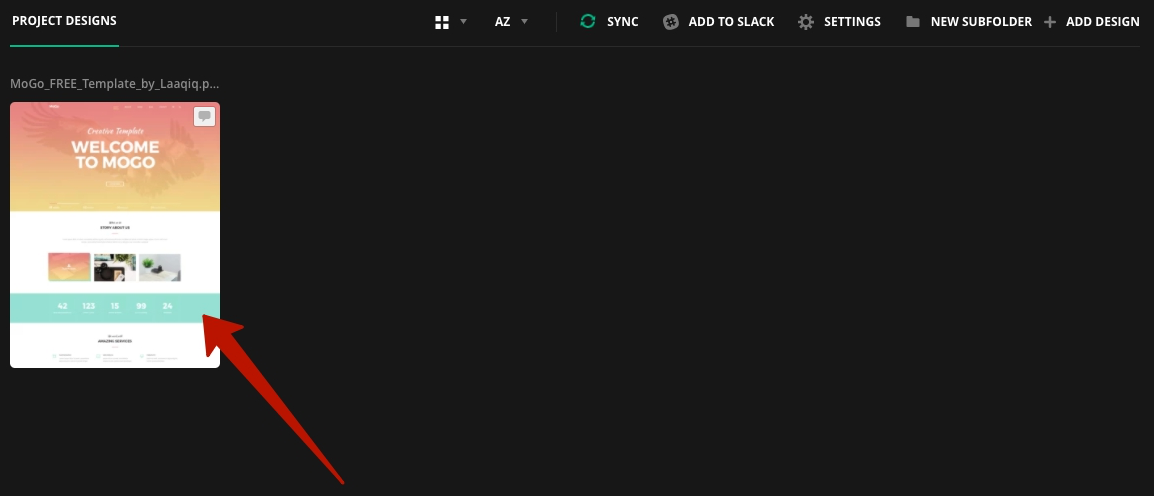 PROJECT DESIGNS
AZ
SYNC
ADD TO SLACK
SETTINGS
NEW SUBFOLDER
ADD DESIGN
MoGo_FREE_Template_by_Laaqiq.p...
Creative Template
WELCOME
TO MOGO
STORY ABOUT US
42 123 15 99 24
AMAZING SERVICES